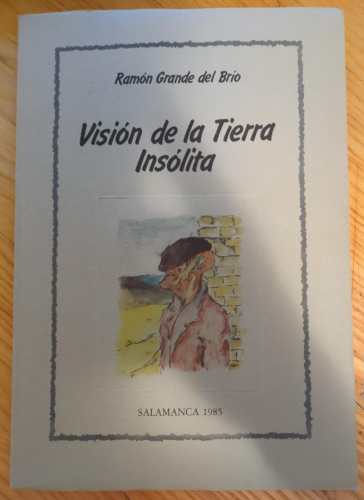 Ramón Grande del Brío
Visión de la Tierra
Insólita
SALAMANCA 1985